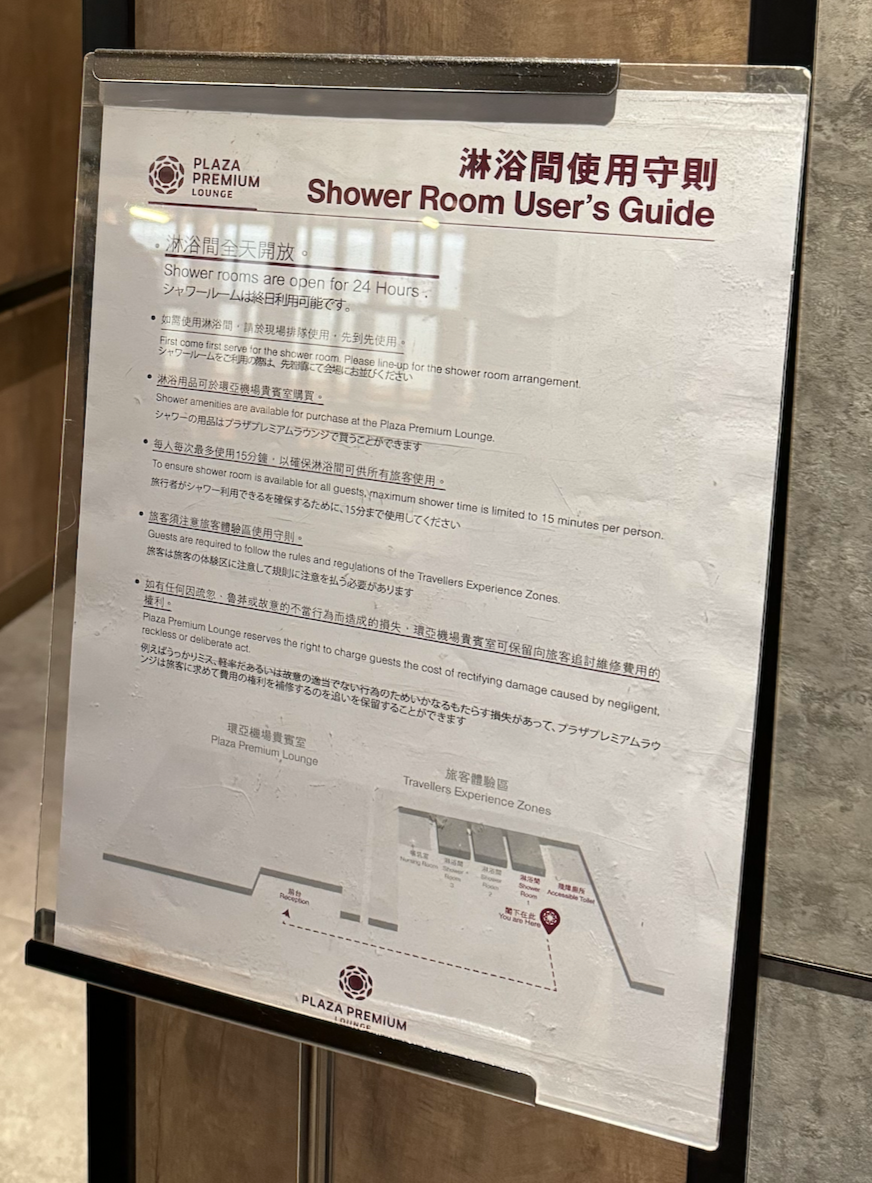 PLAZA
PREMIUM
LOUNGE
淋浴間使用守則
Shower Room User's Guide
• 淋浴間全天開放。
Shower rooms are open for 24 Hours .
シャワールームは終日利用可能です。
• 如需使用淋浴間，請於現場排隊使用，先到先使用。
First come first serve for the shower room. Please line-up for the shower room arrangement.
シャワールームをご利用の際は、先着順にて会場にお並びください
• 淋浴用品可於環亞機場貴賓室購買。
Shower amenities are available for purchase at the Plaza Premium Lounge.
シャワーの用品はプラザプレミアムラウンジで買うことができます
• 每人每次最多使用15分鐘，以確保淋浴間可供所有旅客使用。
To ensure shower room is available for all guests, maximum shower time is limited to 15 minutes per person.
旅行者がシャワー利用できるを確保するために、15分まで使用してください
• 旅客須注意旅客體驗區使用守則。
Guests are required to follow the rules and regulations of the Travellers Experience Zones.
旅客は旅客の体験区に注意して規則に注意を払う必要があります
• 如有任何因疏忽、魯莽或故意的不當行為而造成的損失，環亞機場貴賓室可保留向旅客追討維修費用的
權利。
Plaza Premium Lounge reserves the right to charge guests the cost of rectifying damage caused by negligent,
reckless or deliberate act.
例えばうっかりミス、軽率だあるいは故意の適当でない行為のためいかなるもたらす損失があって、プラザプレミアムラウ
ンジは旅客に求めて費用の権利を補修するのを追いを保留することができます
環亞機場貴賓室
Plaza Premium Lounge
旅客體驗區
Travellers Experience Zones
哺乳室
Nursing Room
淋浴間
Shower
Room
3
淋浴間
Shower
Room
2
淋浴間
Shower
Room
1
暢通廁所
Accessible Toilet
閣下在此
You are Here
前台
Reception
PLAZA PREMIUM
LOUNGE